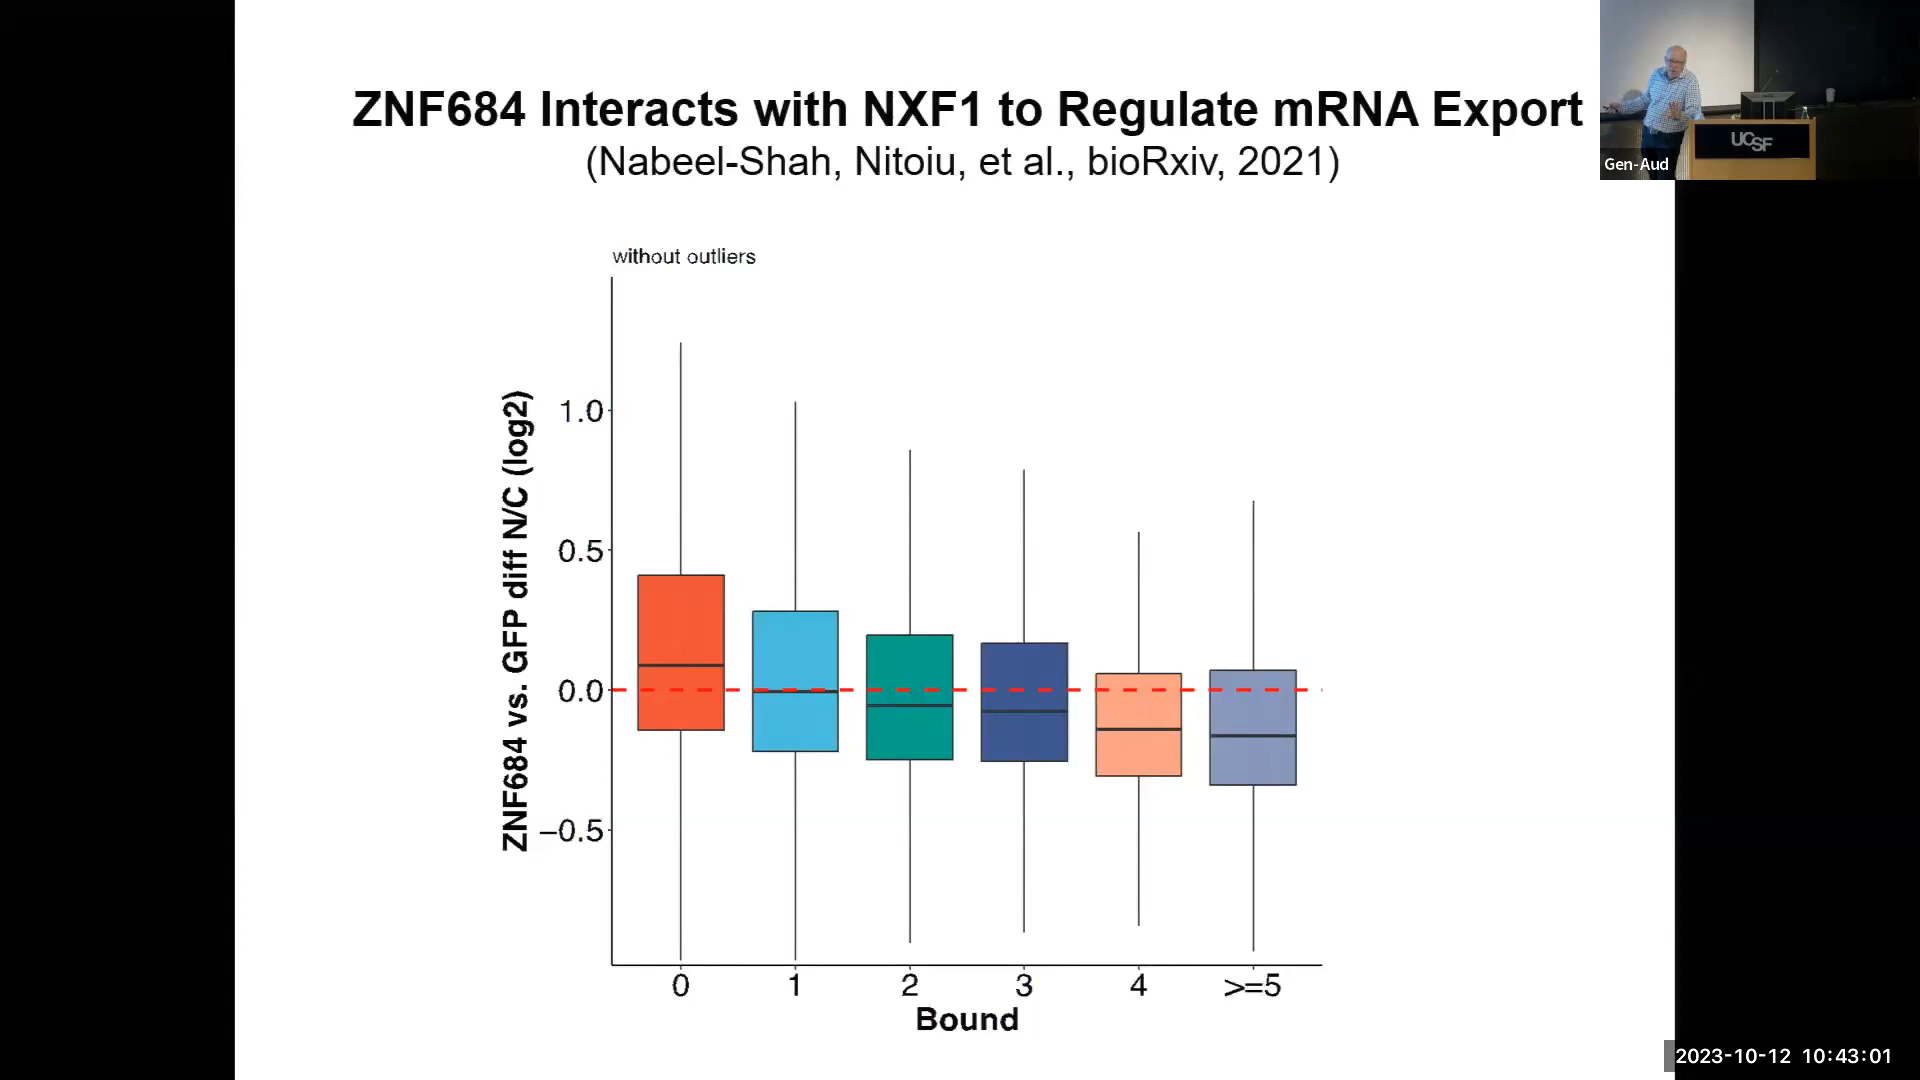 ZNF684 Interacts with NXF1 to Regulate mRNA Export
(Nabeel-Shah, Nitoiu, et al., bioRxiv, 2021)
UCSF
Gen-Aud
without outliers
ZNF684 vs. GFP diff N/C (log2)
1.0
0.5
0.0
−0.5
0 1 2 3 4 >=5
Bound
2023-10-12 10:43:01